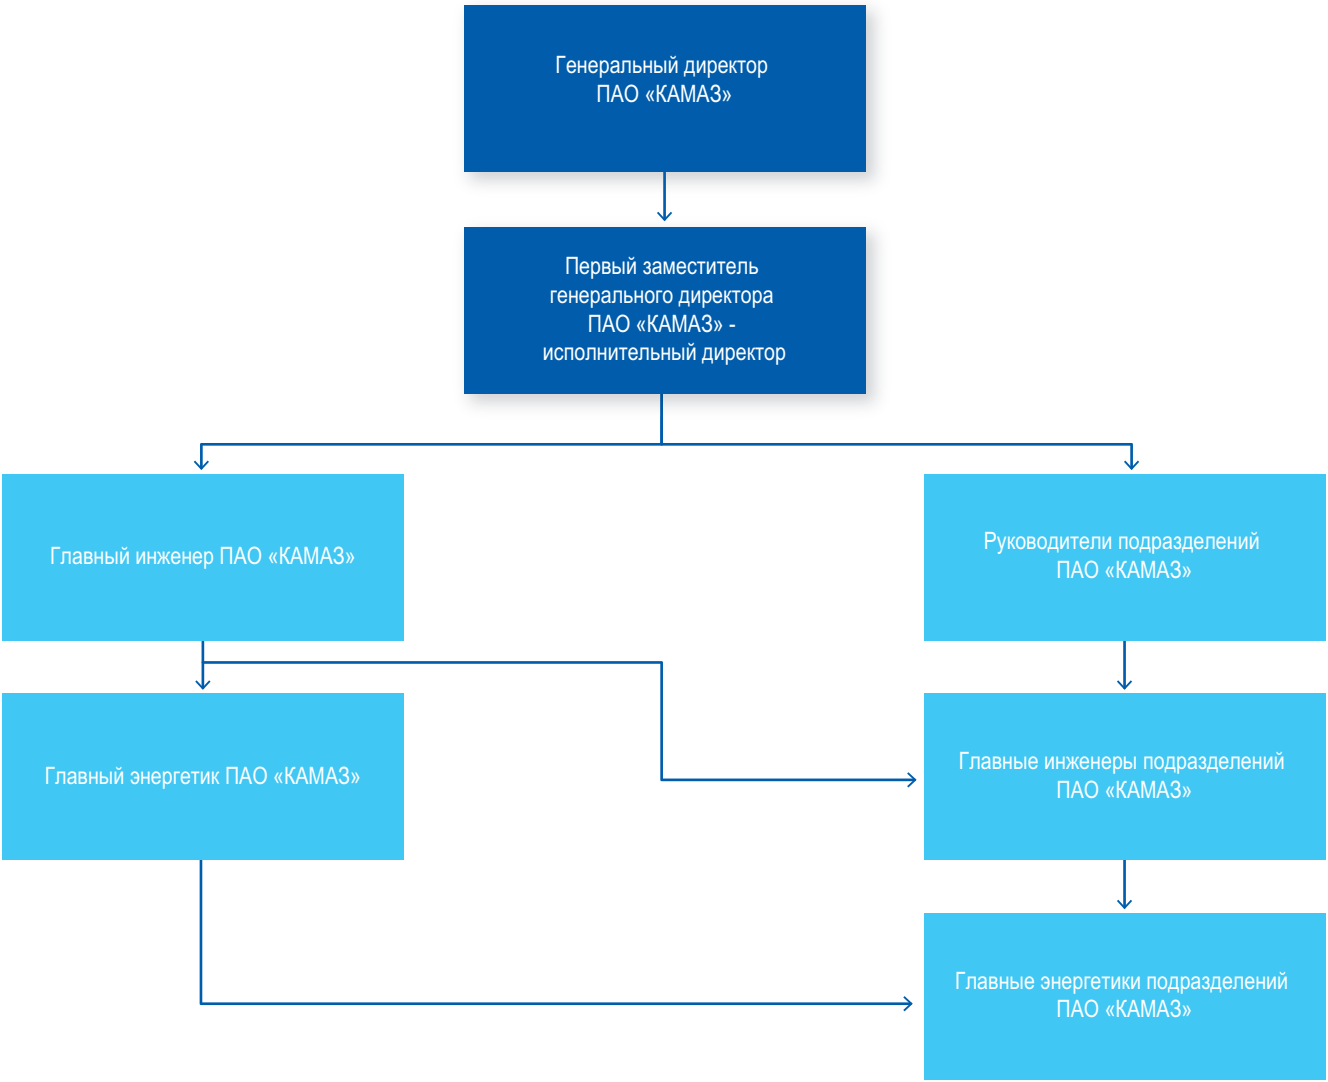 Генеральный директор
ПАО «КАМАЗ»
Первый заместитель
генерального директора
ПАО «КАМАЗ» -
исполнительный директор
Главный инженер ПАО «КАМАЗ»
Руководители подразделений
ПАО «КАМАЗ»
Главный энергетик ПАО «КАМАЗ»
Главные инженеры подразделений
ПАО «КАМАЗ»
Главные энергетики подразделений
ПАО «КАМАЗ»